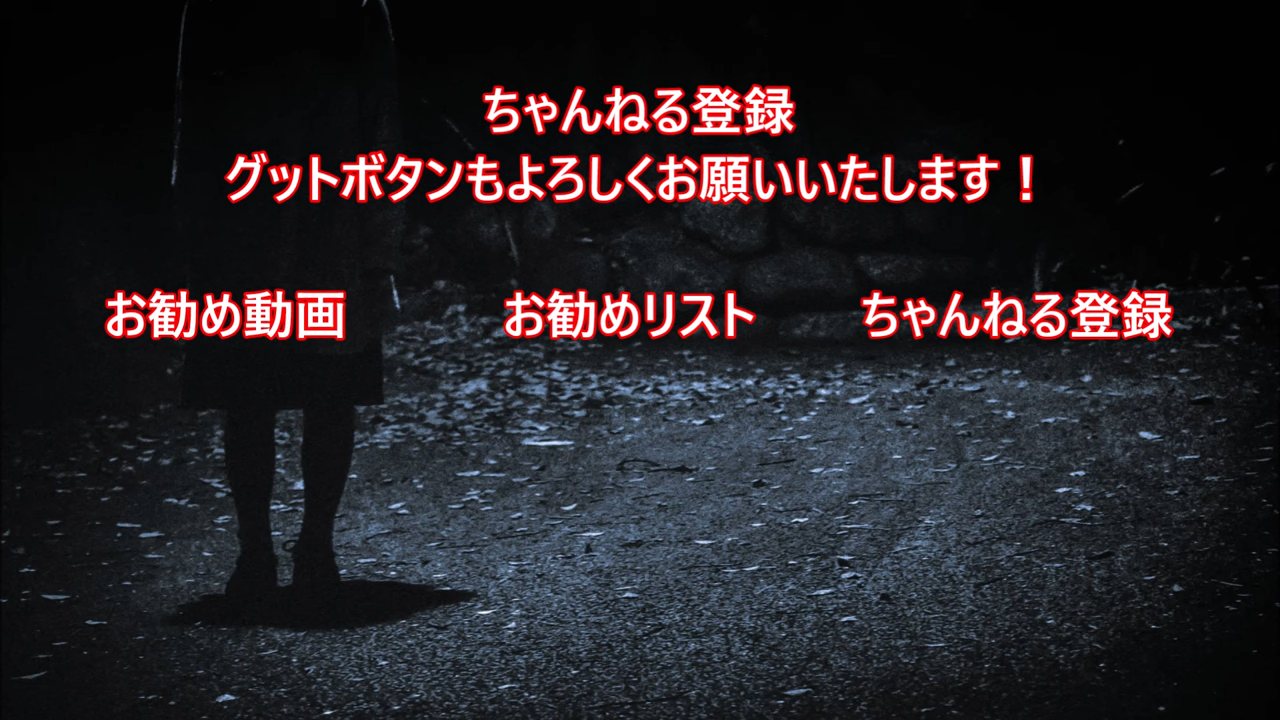 ちゃんねる登録
グットボタンもよろしくお願いいたします！
お勧め動画
お勧めリスト
ちゃんねる登録